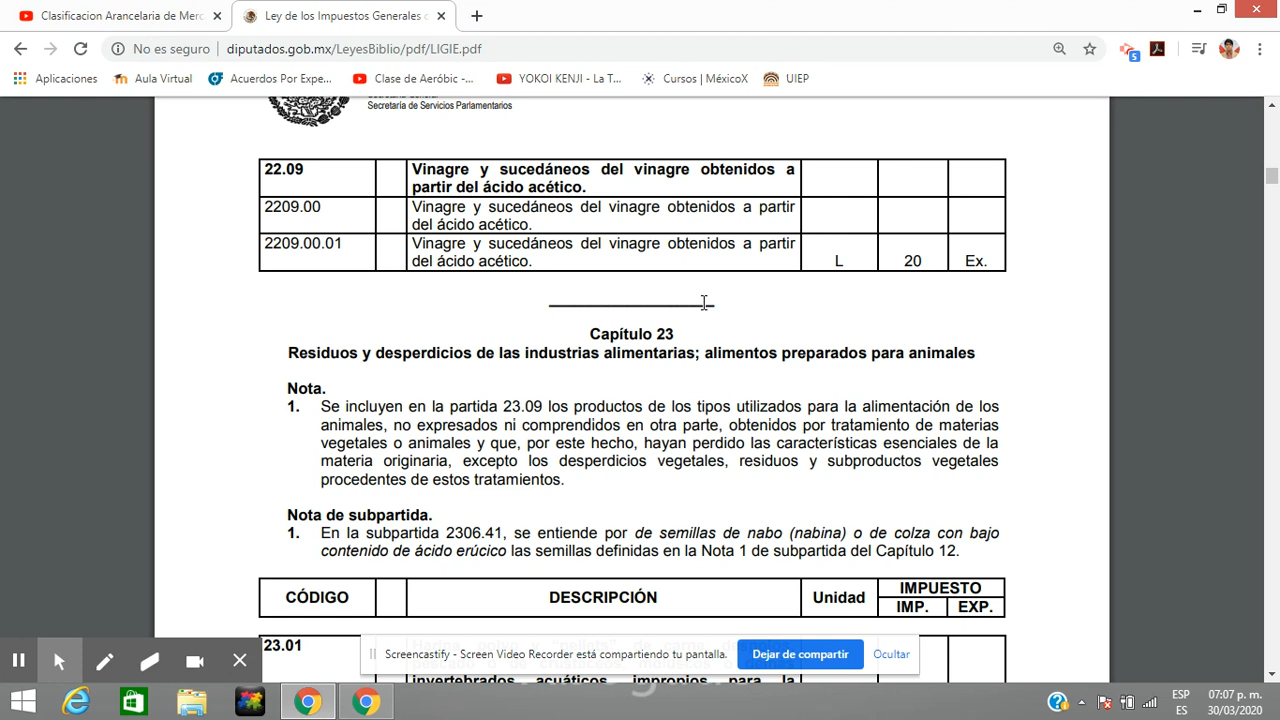 Clasificacion Arancelaria de Merc
Ley de los Impuestos Generales
No es seguro
diputados.gob.mx/LeyesBiblio/pdf/LIGIE.pdf
5
Aplicaciones
Aula Virtual
Acuerdos Por Expe...
Clase de Aeróbic -...
YOKOI KENJI - La T...
Cursos | MéxicoX
UIEP
Secretaría de Servicios Parlamentarios
22.09 Vinagre y sucedáneos del vinagre obtenidos a
partir del ácido acético.
2209.00 Vinagre y sucedáneos del vinagre obtenidos a partir
del ácido acético.
2209.00.01 Vinagre y sucedáneos del vinagre obtenidos a partir
del ácido acético. L 20 Ex.
Capítulo 23
Residuos y desperdicios de las industrias alimentarias; alimentos preparados para animales
Nota.
1. Se incluyen en la partida 23.09 los productos de los tipos utilizados para la alimentación de los
animales, no expresados ni comprendidos en otra parte, obtenidos por tratamiento de materias
vegetales o animales y que, por este hecho, hayan perdido las características esenciales de la
materia originaria, excepto los desperdicios vegetales, residuos y subproductos vegetales
procedentes de estos tratamientos.
Nota de subpartida.
1. En la subpartida 2306.41, se entiende por de semillas de nabo (nabina) o de colza con bajo
contenido de ácido erúcico las semillas definidas en la Nota 1 de subpartida del Capítulo 12.
CÓDIGO DESCRIPCIÓN Unidad IMPUESTO
IMP. EXP.
23.01
Screencastify - Screen Video Recorder está compartiendo tu pantalla.
Dejar de compartir
Ocultar
invertebrados acuáticos, impropios para la
ESP
ES
07:07 p. m.
30/03/2020